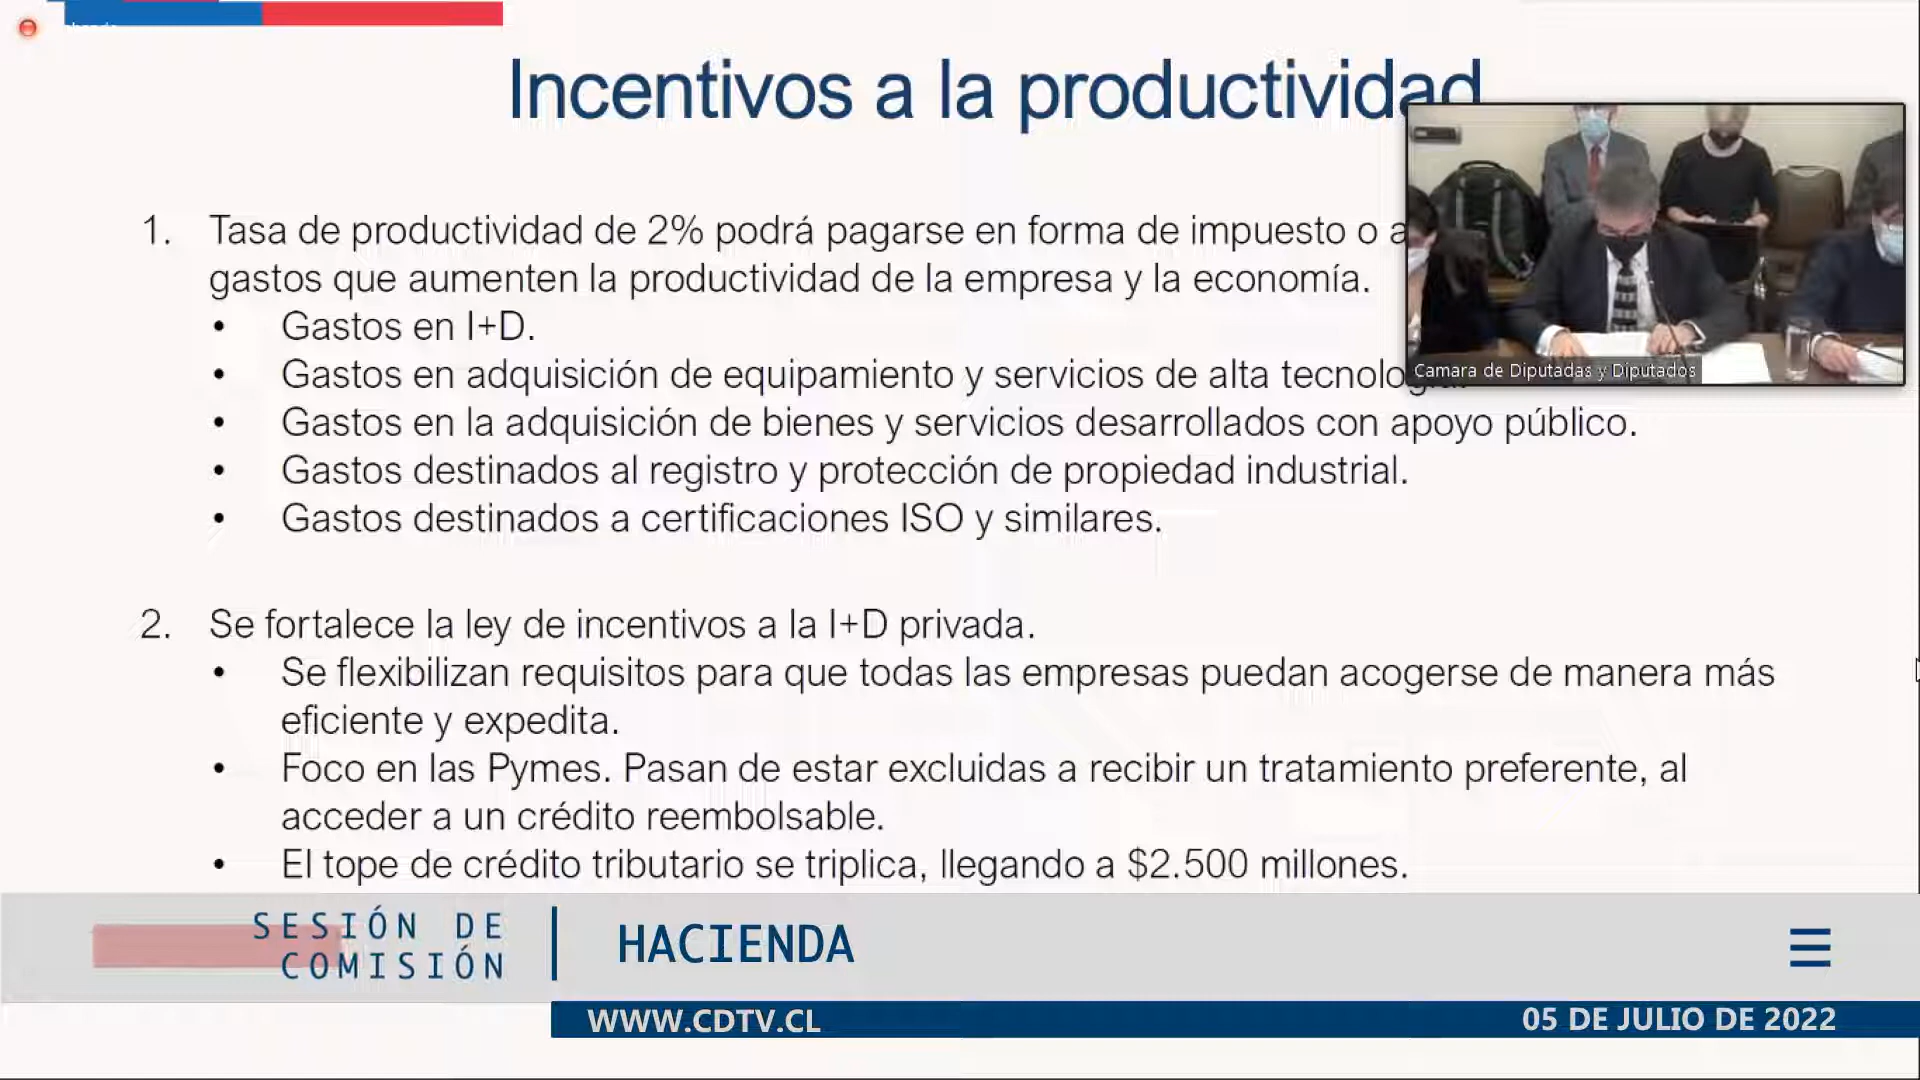 Incentivos a la productividad
1. Tasa de productividad de 2% podrá pagarse en forma de impuesto o
gastos que aumenten la productividad de la empresa y la economía.
• Gastos en I+D.
• Gastos en adquisición de equipamiento y servicios de alta
• Gastos en la adquisición de bienes y servicios desarrollados con apoyo público.
• Gastos destinados al registro y protección de propiedad industrial.
• Gastos destinados a certificaciones ISO y similares.
2. Se fortalece la ley de incentivos a la I+D privada.
• Se flexibilizan requisitos para que todas las empresas puedan acogerse de manera más
eficiente y expedita.
• Foco en las Pymes. Pasan de estar excluidas a recibir un tratamiento preferente, al
acceder a un crédito reembolsable.
• El tope de crédito tributario se triplica, llegando a $2.500 millones.
Camara de Diputadas y Diputados
SESIÓN DE
COMISIÓN
HACIENDA
WWW.CDTV.CL
05 DE JULIO DE 2022